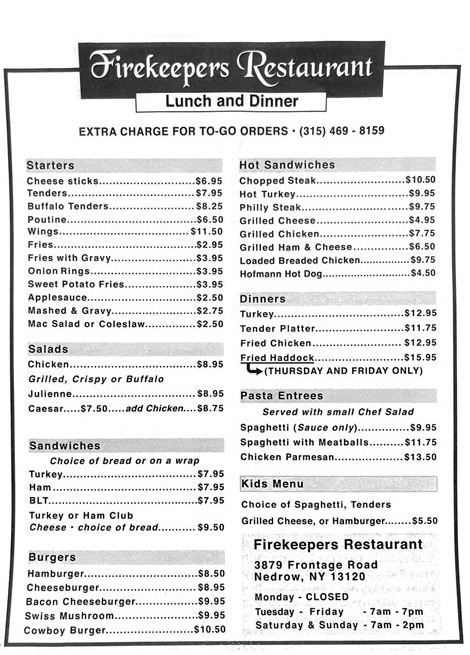 Firekeepers Restaurant
Lunch and Dinner
EXTRA CHARGE FOR TO-GO ORDERS • (315) 469 - 8159
Starters
Cheese sticks............................$6.95
Tenders....................................$7.95
Buffalo Tenders........................$8.25
Poutine.....................................$6.50
Wings.....................................$11.50
Fries.........................................$2.95
Fries with Gravy........................$3.95
Onion Rings..............................$3.95
Sweet Potato Fries....................$3.95
Applesauce...............................$2.50
Mashed & Gravy........................$2.75
Mac Salad or Coleslaw..............$2.50
Salads
Chicken.....................................$8.95
Grilled, Crispy or Buffalo
Julienne....................................$8.95
Caesar.....$7.50.....add Chicken....$8.75
Sandwiches
Choice of bread or on a wrap
Turkey.......................................$7.95
Ham..........................................$7.95
BLT...........................................$7.95
Turkey or Ham Club
Cheese • choice of bread..........$9.50
Burgers
Hamburger................................$8.50
Cheeseburger...........................$8.95
Bacon Cheeseburger.................$9.95
Swiss Mushroom.......................$9.95
Cowboy Burger........................$10.50
Hot Sandwiches
Chopped Steak.........................$10.50
Hot Turkey................................$9.95
Philly Steak...............................$9.75
Grilled Cheese..........................$4.95
Grilled Chicken.........................$7.75
Grilled Ham & Cheese...............$6.50
Loaded Breaded Chicken..........$9.75
Hofmann Hot Dog.....................$4.50
Dinners
Turkey.....................................$12.95
Tender Platter..........................$11.75
Fried Chicken..........................$12.95
Fried Haddock.........................$15.95
(THURSDAY AND FRIDAY ONLY)
Pasta Entrees
Served with small Chef Salad
Spaghetti (Sauce only)...............$9.95
Spaghetti with Meatballs..........$11.75
Chicken Parmesan....................$13.50
Kids Menu
Choice of Spaghetti, Tenders
Grilled Cheese, or Hamburger.......$5.50
Firekeepers Restaurant
3879 Frontage Road
Nedrow, NY 13120
Monday - CLOSED
Tuesday - Friday - 7am - 7pm
Saturday & Sunday - 7am - 2pm